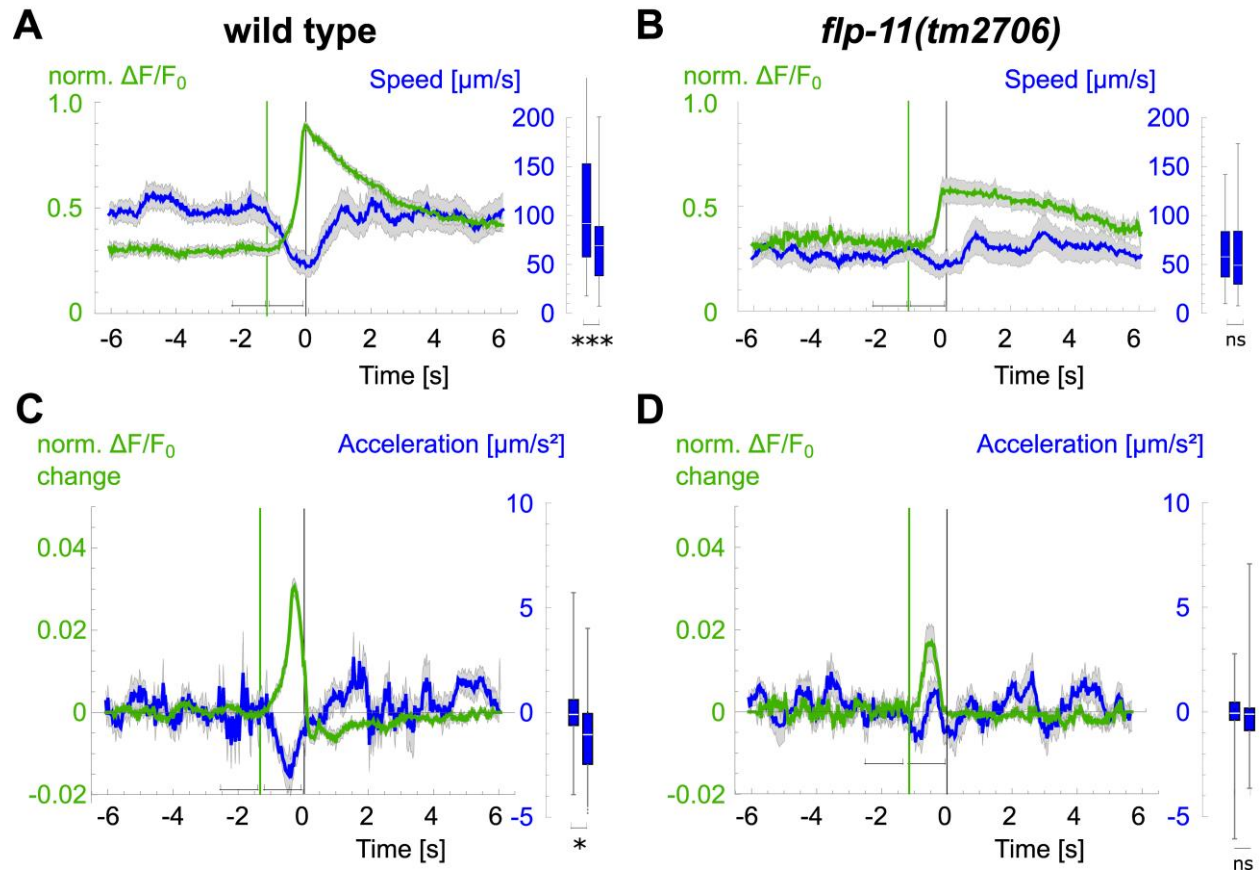 A wild type
norm. ΔF/F₀ Speed [µm/s]
1.0
0.5
0
200
150
100
50
0
-6 -4 -2 0 2 4 6
Time [s]
***
B flp-11(tm2706)
norm. ΔF/F₀ Speed [µm/s]
1.0
0.5
0
200
150
100
50
0
-6 -4 -2 0 2 4 6
Time [s]
ns
C
norm. ΔF/F₀ Acceleration [µm/s²]
change
0.04
0.02
0
-0.02
10
5
0
-5
-6 -4 -2 0 2 4 6
Time [s]
*
D
norm. ΔF/F₀ Acceleration [µm/s²]
change
0.04
0.02
0
-0.02
10
5
0
-5
-6 -4 -2 0 2 4 6
Time [s]
ns